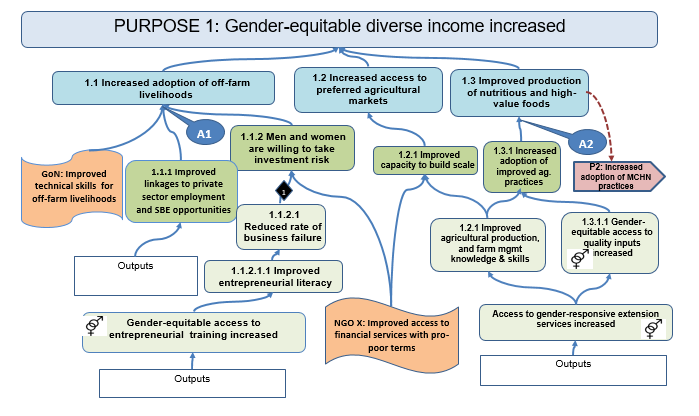 PURPOSE 1: Gender-equitable diverse income increased
1.1 Increased adoption of off-farm
livelihoods
1.2 Increased access to
preferred agricultural
markets
1.3 Improved production
of nutritious and high-
value foods
A1
A2
GoN: Improved
technical skills for
off-farm livelihoods
1.1.1 Improved
linkages to private
sector employment
and SBE opportunities
1.1.2 Men and women
are willing to take
investment risk
1.2.1 Improved
capacity to build scale
1.3.1 Increased
adoption of
improved ag.
practices
P2: Increased
adoption of MCHN
practices
1
1.1.2.1
Reduced rate of
business failure
1.2.1 Improved
agricultural production,
and farm mgmt
knowledge & skills
1.3.1.1 Gender-
equitable access to
quality inputs
increased
Outputs
1.1.2.1.1 Improved
entrepreneurial literacy
Gender-equitable access to
entrepreneurial training increased
NGO X: Improved access to
financial services with pro-
poor terms
Access to gender-responsive extension
services increased
Outputs
Outputs